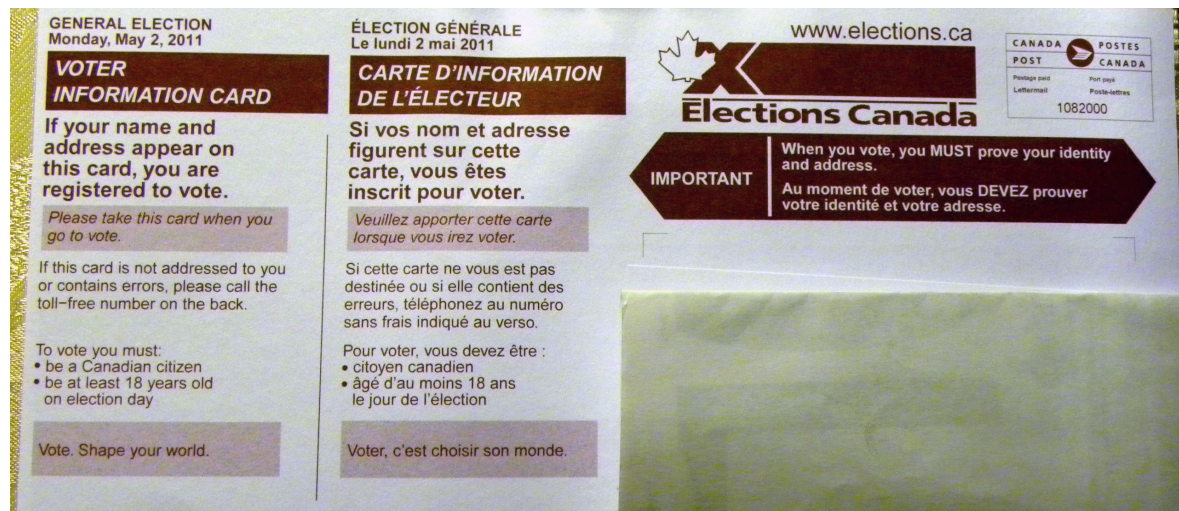 GENERAL ELECTION
Monday, May 2, 2011
VOTER
INFORMATION CARD
If your name and
address appear on
this card, you are
registered to vote.
Please take this card when you
go to vote.
If this card is not addressed to you
or contains errors, please call the
toll-free number on the back.
To vote you must:
• be a Canadian citizen
• be at least 18 years old
on election day
Vote. Shape your world.
ÉLECTION GÉNÉRALE
Le lundi 2 mai 2011
CARTE D'INFORMATION
DE L'ÉLECTEUR
Si vos nom et adresse
figurent sur cette
carte, vous êtes
inscrit pour voter.
Veuillez apporter cette carte
lorsque vous irez voter.
Si cette carte ne vous est pas
destinée ou si elle contient des
erreurs, téléphonez au numéro
sans frais indiqué au verso.
Pour voter, vous devez être :
• citoyen canadien
• âgé d'au moins 18 ans
le jour de l'élection
Voter, c'est choisir son monde.
www.elections.ca
Elections Canada
CANADA POSTES
POST CANADA
Postage paid Port payé
Lettermail Poste-lettres
1082000
IMPORTANT
When you vote, you MUST prove your identity
and address.
Au moment de voter, vous DEVEZ prouver
votre identité et votre adresse.